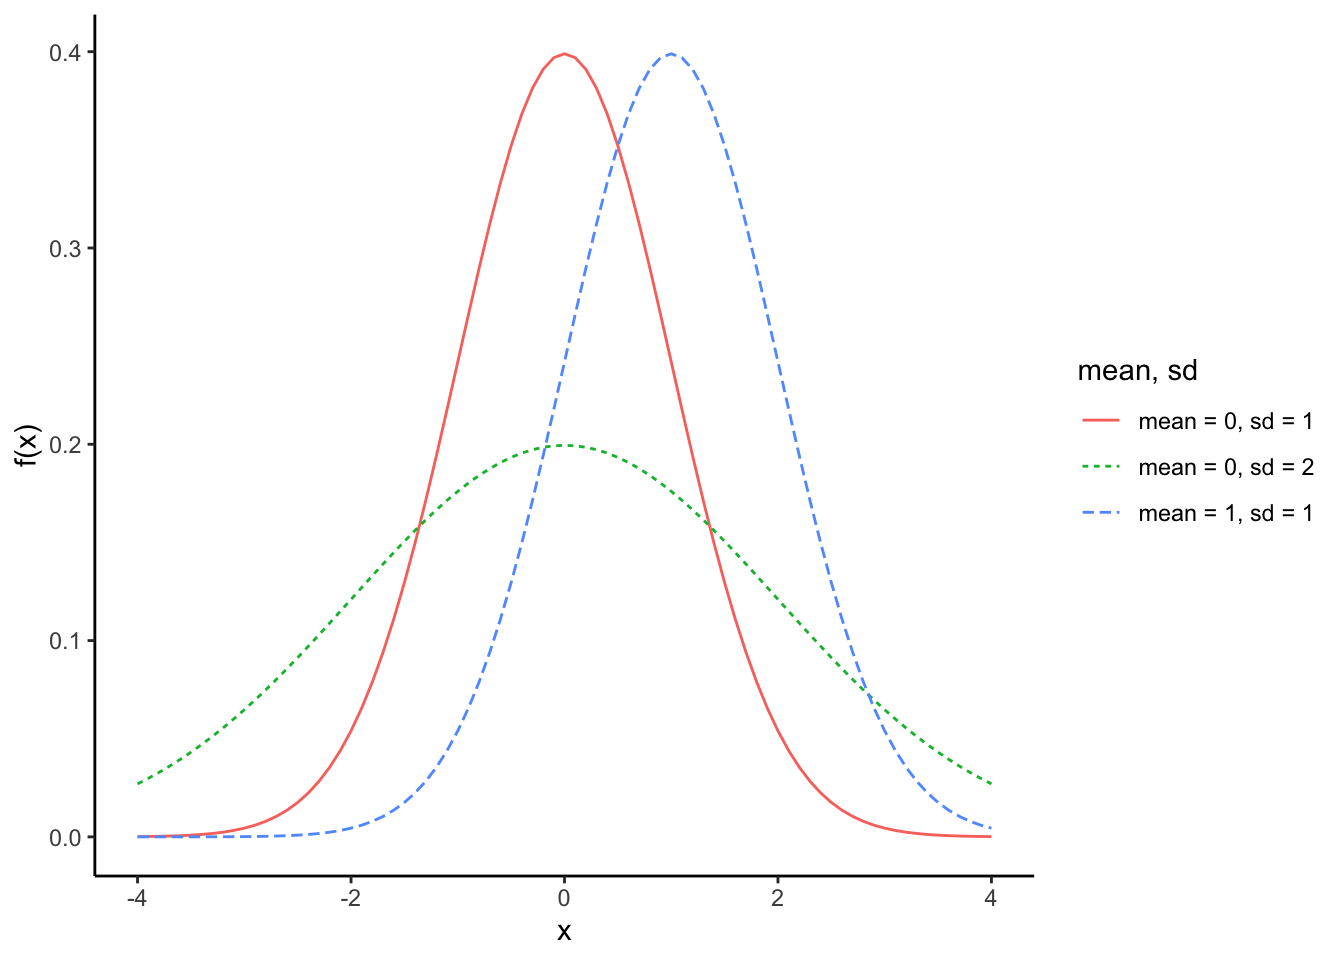 0.4
0.3
0.2
0.1
0.0
f(x)
-4
-2
0
2
4
x
mean, sd
mean = 0, sd = 1
mean = 0, sd = 2
mean = 1, sd = 1